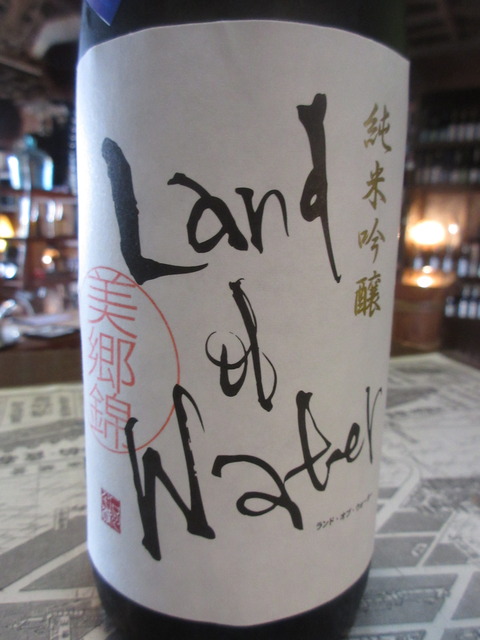 Land
of
Water
純米吟醸
美郷錦
ランド・オブ・ウォーター